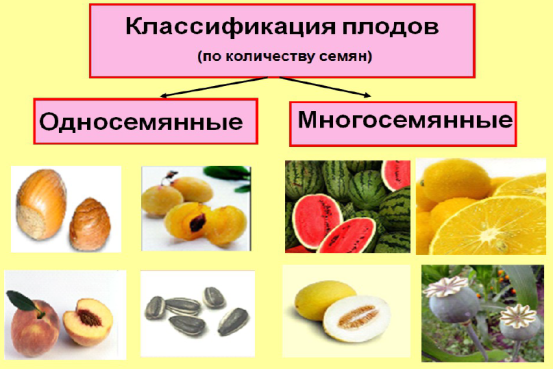 Классификация плодов
(по количеству семян)
Односемянные
Многосемянные